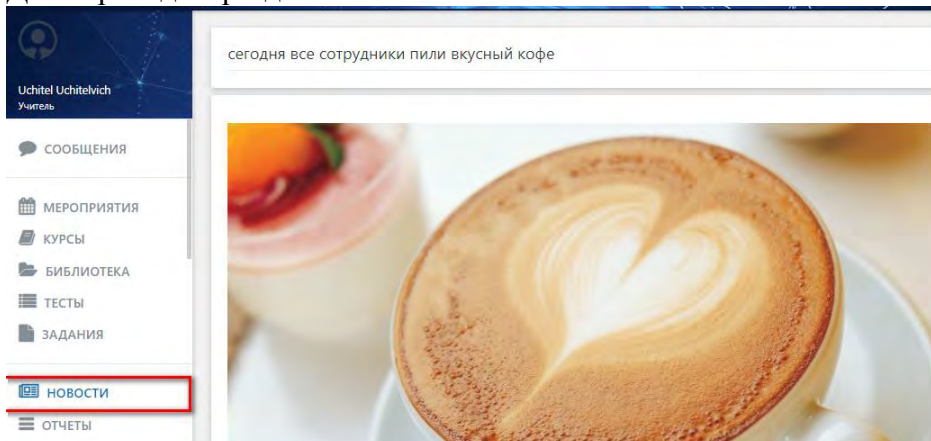 сегодня все сотрудники пили вкусный кофе
Uchitel Uchitelvich
Учитель
СООБЩЕНИЯ
МЕРОПРИЯТИЯ
КУРСЫ
БИБЛИОТЕКА
ТЕСТЫ
ЗАДАНИЯ
НОВОСТИ
ОТЧЕТЫ